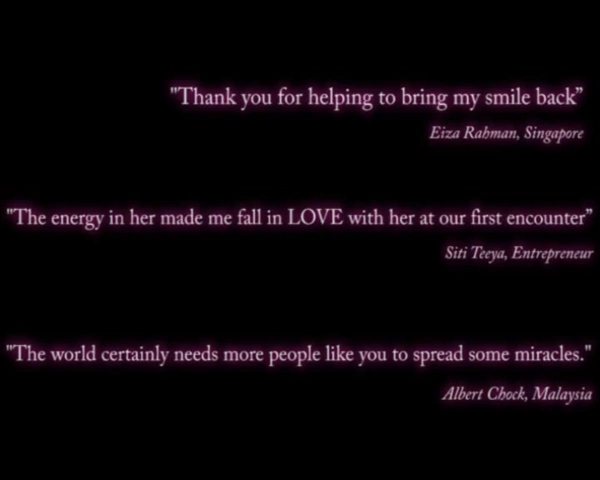 "Thank you for helping to bring my smile back”
Eiza Rahman, Singapore
"The energy in her made me fall in LOVE with her at our first encounter”
Siti Teeya, Entrepreneur
"The world certainly needs more people like you to spread some miracles."
Albert Chock, Malaysia